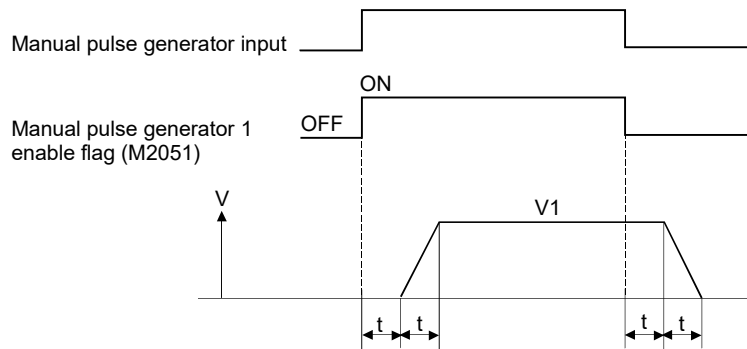 Manual pulse generator input
ON
Manual pulse generator 1
OFF
enable flag (M2051)
V
V1
t t t t